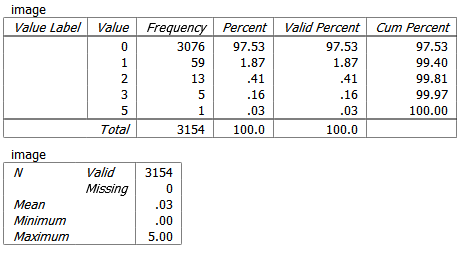 image
Value Label Value Frequency Percent Valid Percent Cum Percent
0 3076 97.53 97.53 97.53
1 59 1.87 1.87 99.40
2 13 .41 .41 99.81
3 5 .16 .16 99.97
5 1 .03 .03 100.00
Total 3154 100.0 100.0
image
N Valid 3154
Missing 0
Mean .03
Minimum .00
Maximum 5.00